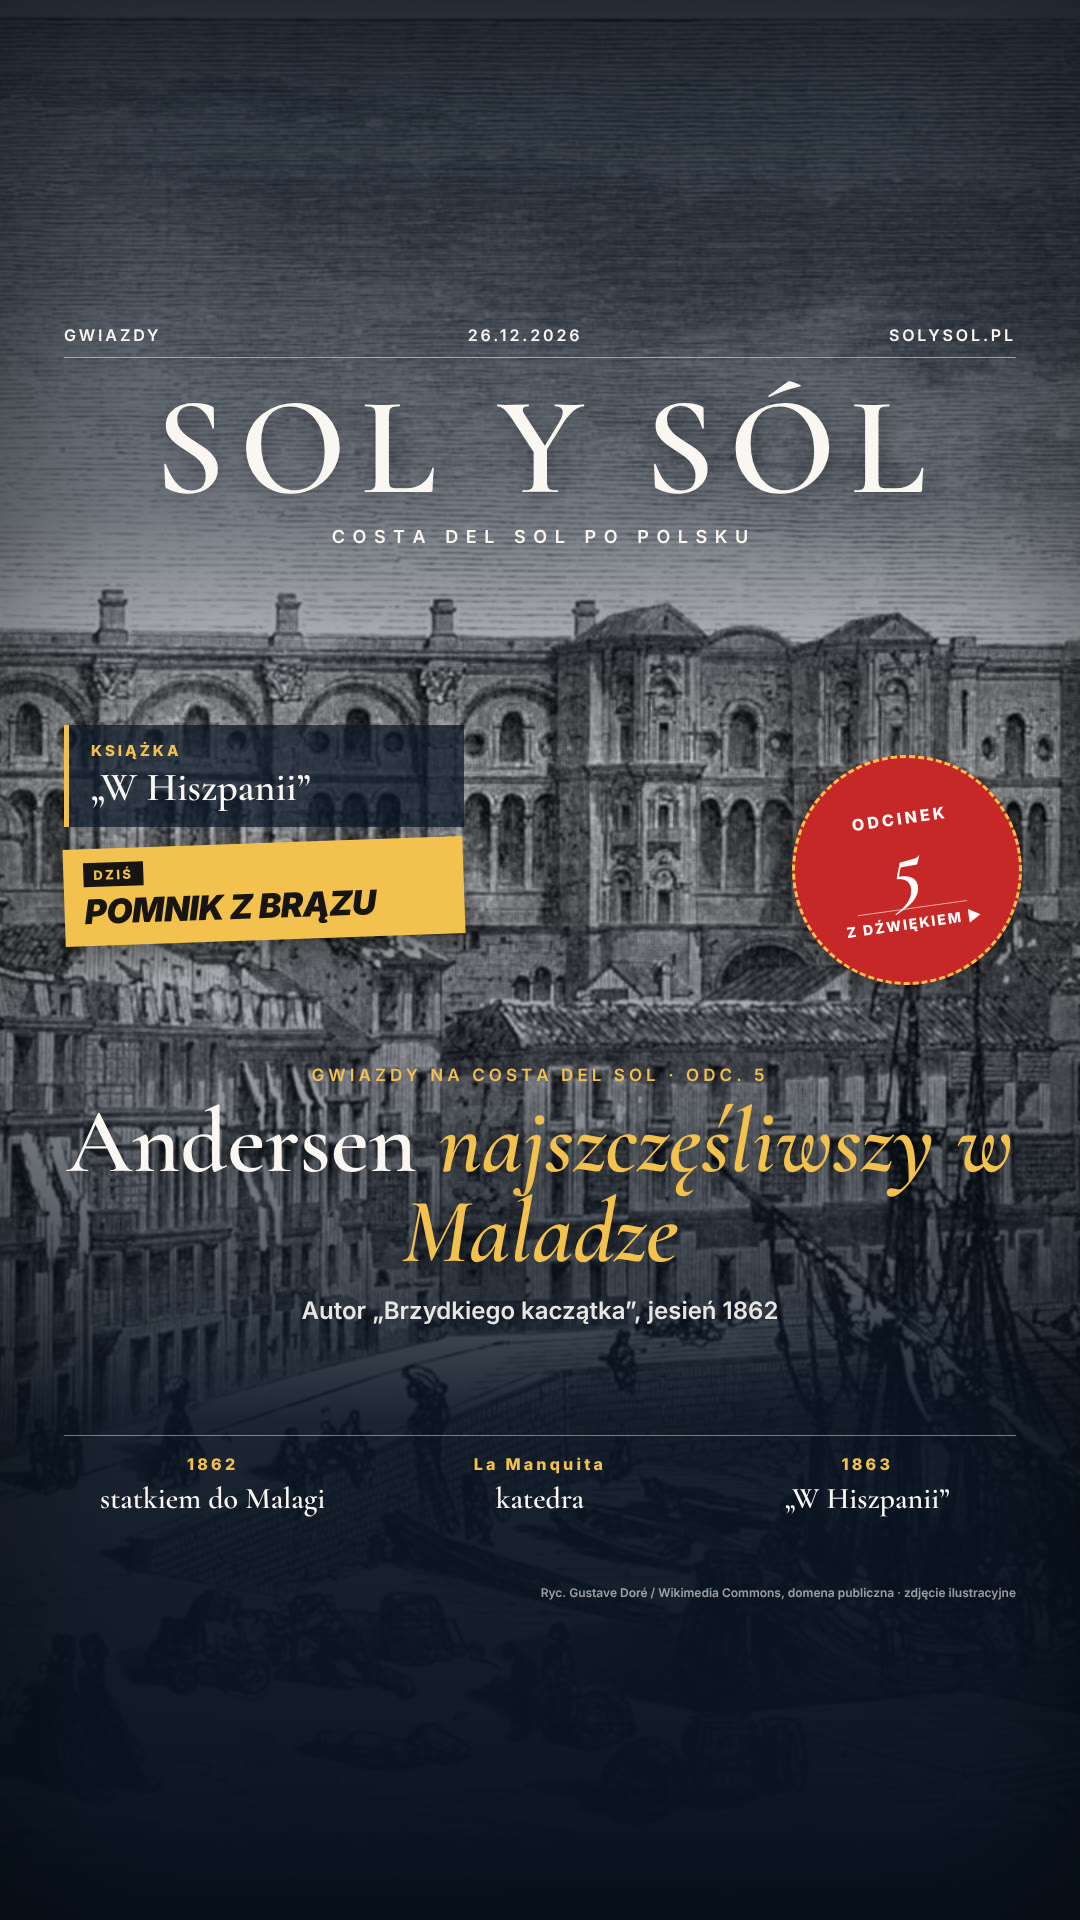 GWIAZDY 26.12.2026 SOLYSOL.PL
SOL Y SÓL
COSTA DEL SOL PO POLSKU
KSIĄŻKA
„W Hiszpanii”
DZIŚ
POMNIK Z BRĄZU
ODCINEK
5
Z DŹWIĘKIEM ▶
GWIAZDY NA COSTA DEL SOL · ODC. 5
Andersen najszczęśliwszy w
Maladze
Autor „Brzydkiego kaczątka”, jesień 1862
1862
statkiem do Malagi
La Manquita
katedra
1863
„W Hiszpanii”
Ryc. Gustave Doré / Wikimedia Commons, domena publiczna · zdjęcie ilustracyjne